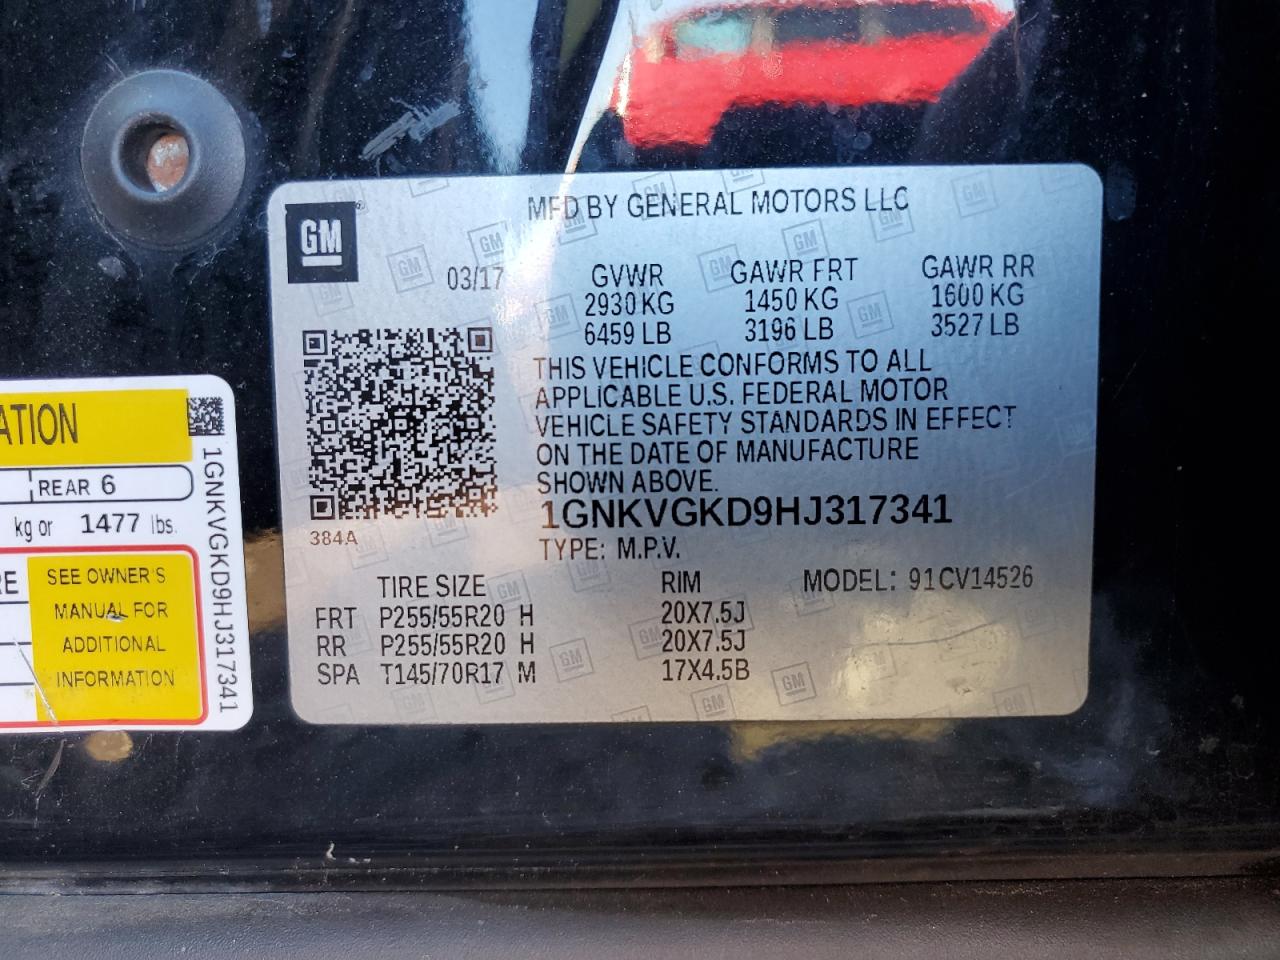 MFD BY GENERAL MOTORS LLC
GM
03/17
GVWR GAWR FRT GAWR RR
2930 KG 1450 KG 1600 KG
6459 LB 3196 LB 3527 LB
THIS VEHICLE CONFORMS TO ALL
APPLICABLE U.S. FEDERAL MOTOR
VEHICLE SAFETY STANDARDS IN EFFECT
ON THE DATE OF MANUFACTURE
SHOWN ABOVE.
1GNKVGKD9HJ317341
384A
TYPE: M.P.V.
TIRE SIZE RIM MODEL: 91CV14526
FRT P255/55R20 H 20X7.5J
RR P255/55R20 H 20X7.5J
SPA T145/70R17 M 17X4.5B
ATION
REAR 6
kg or 1477 lbs.
RE
SEE OWNER'S
MANUAL FOR
ADDITIONAL
INFORMATION
1GNKVGKD9HJ317341